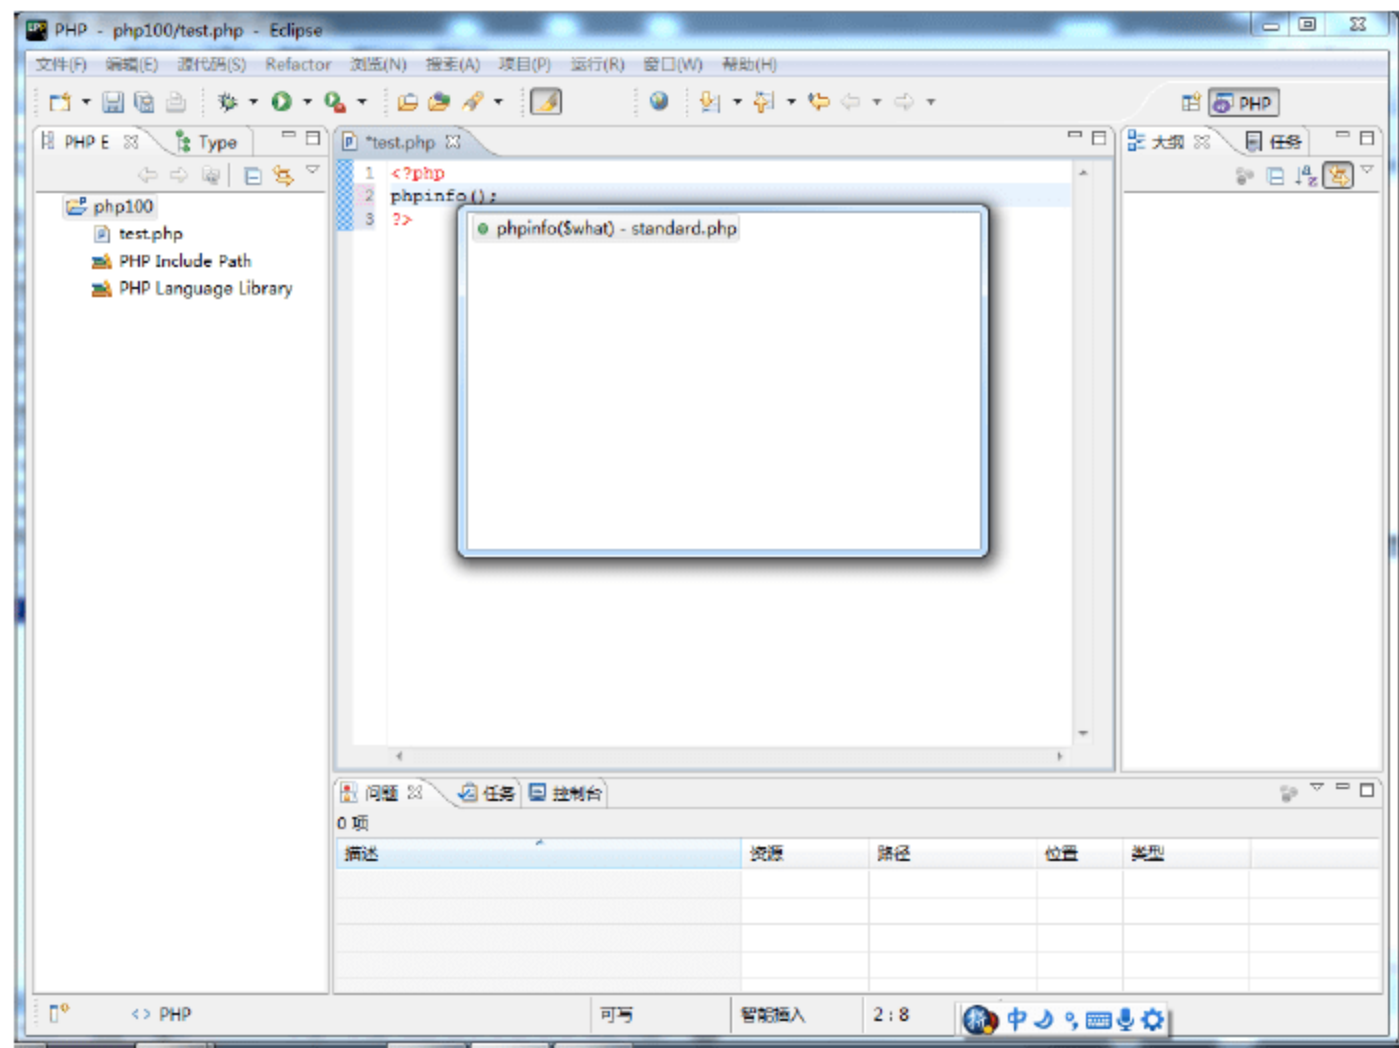 PHP - php100/test.php - Eclipse
文件(F) 编辑(E) 源代码(S) Refactor 浏览(N) 搜索(A) 项目(P) 运行(R) 窗口(W) 帮助(H)
PHP
PHP E Type
*test.php
大纲 任务
php100
test.php
PHP Include Path
PHP Language Library
1 <?php
2 phpinfo();
3 ?>
phpinfo($what) - standard.php
问题 任务 控制台
0 项
描述 资源 路径 位置 类型
<> PHP 可写 智能插入 2 : 8
中